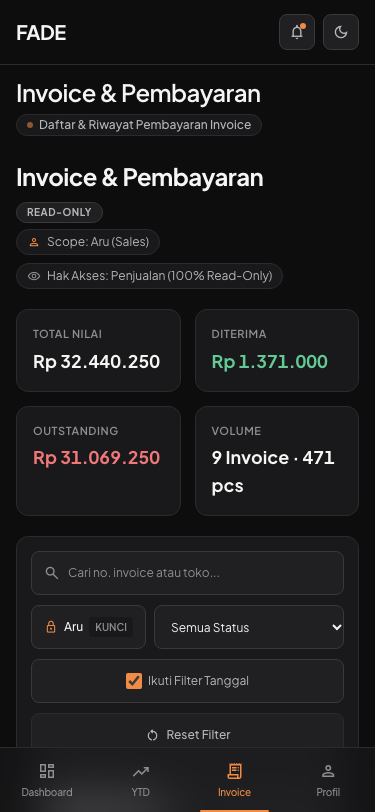 FADE
Invoice & Pembayaran
Daftar & Riwayat Pembayaran Invoice
Invoice & Pembayaran
READ-ONLY
Scope: Aru (Sales)
Hak Akses: Penjualan (100% Read-Only)
TOTAL NILAI
Rp 32.440.250
DITERIMA
Rp 1.371.000
OUTSTANDING
Rp 31.069.250
VOLUME
9 Invoice · 471
pcs
Cari no. invoice atau toko...
Aru KUNCI
Semua Status
Ikuti Filter Tanggal
Reset Filter
Dashboard
YTD
Invoice
Profil